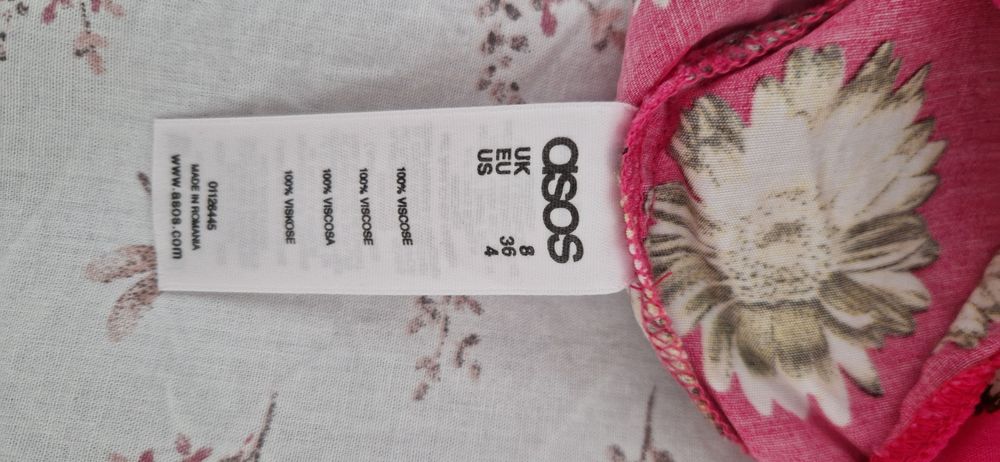 asos
UK 8
EU 36
US 4
100% VISCOSE
100% VISCOSE
100% VISCOSA
100% VISKOSE
01126445
MADE IN ROMANIA
www.asos.com